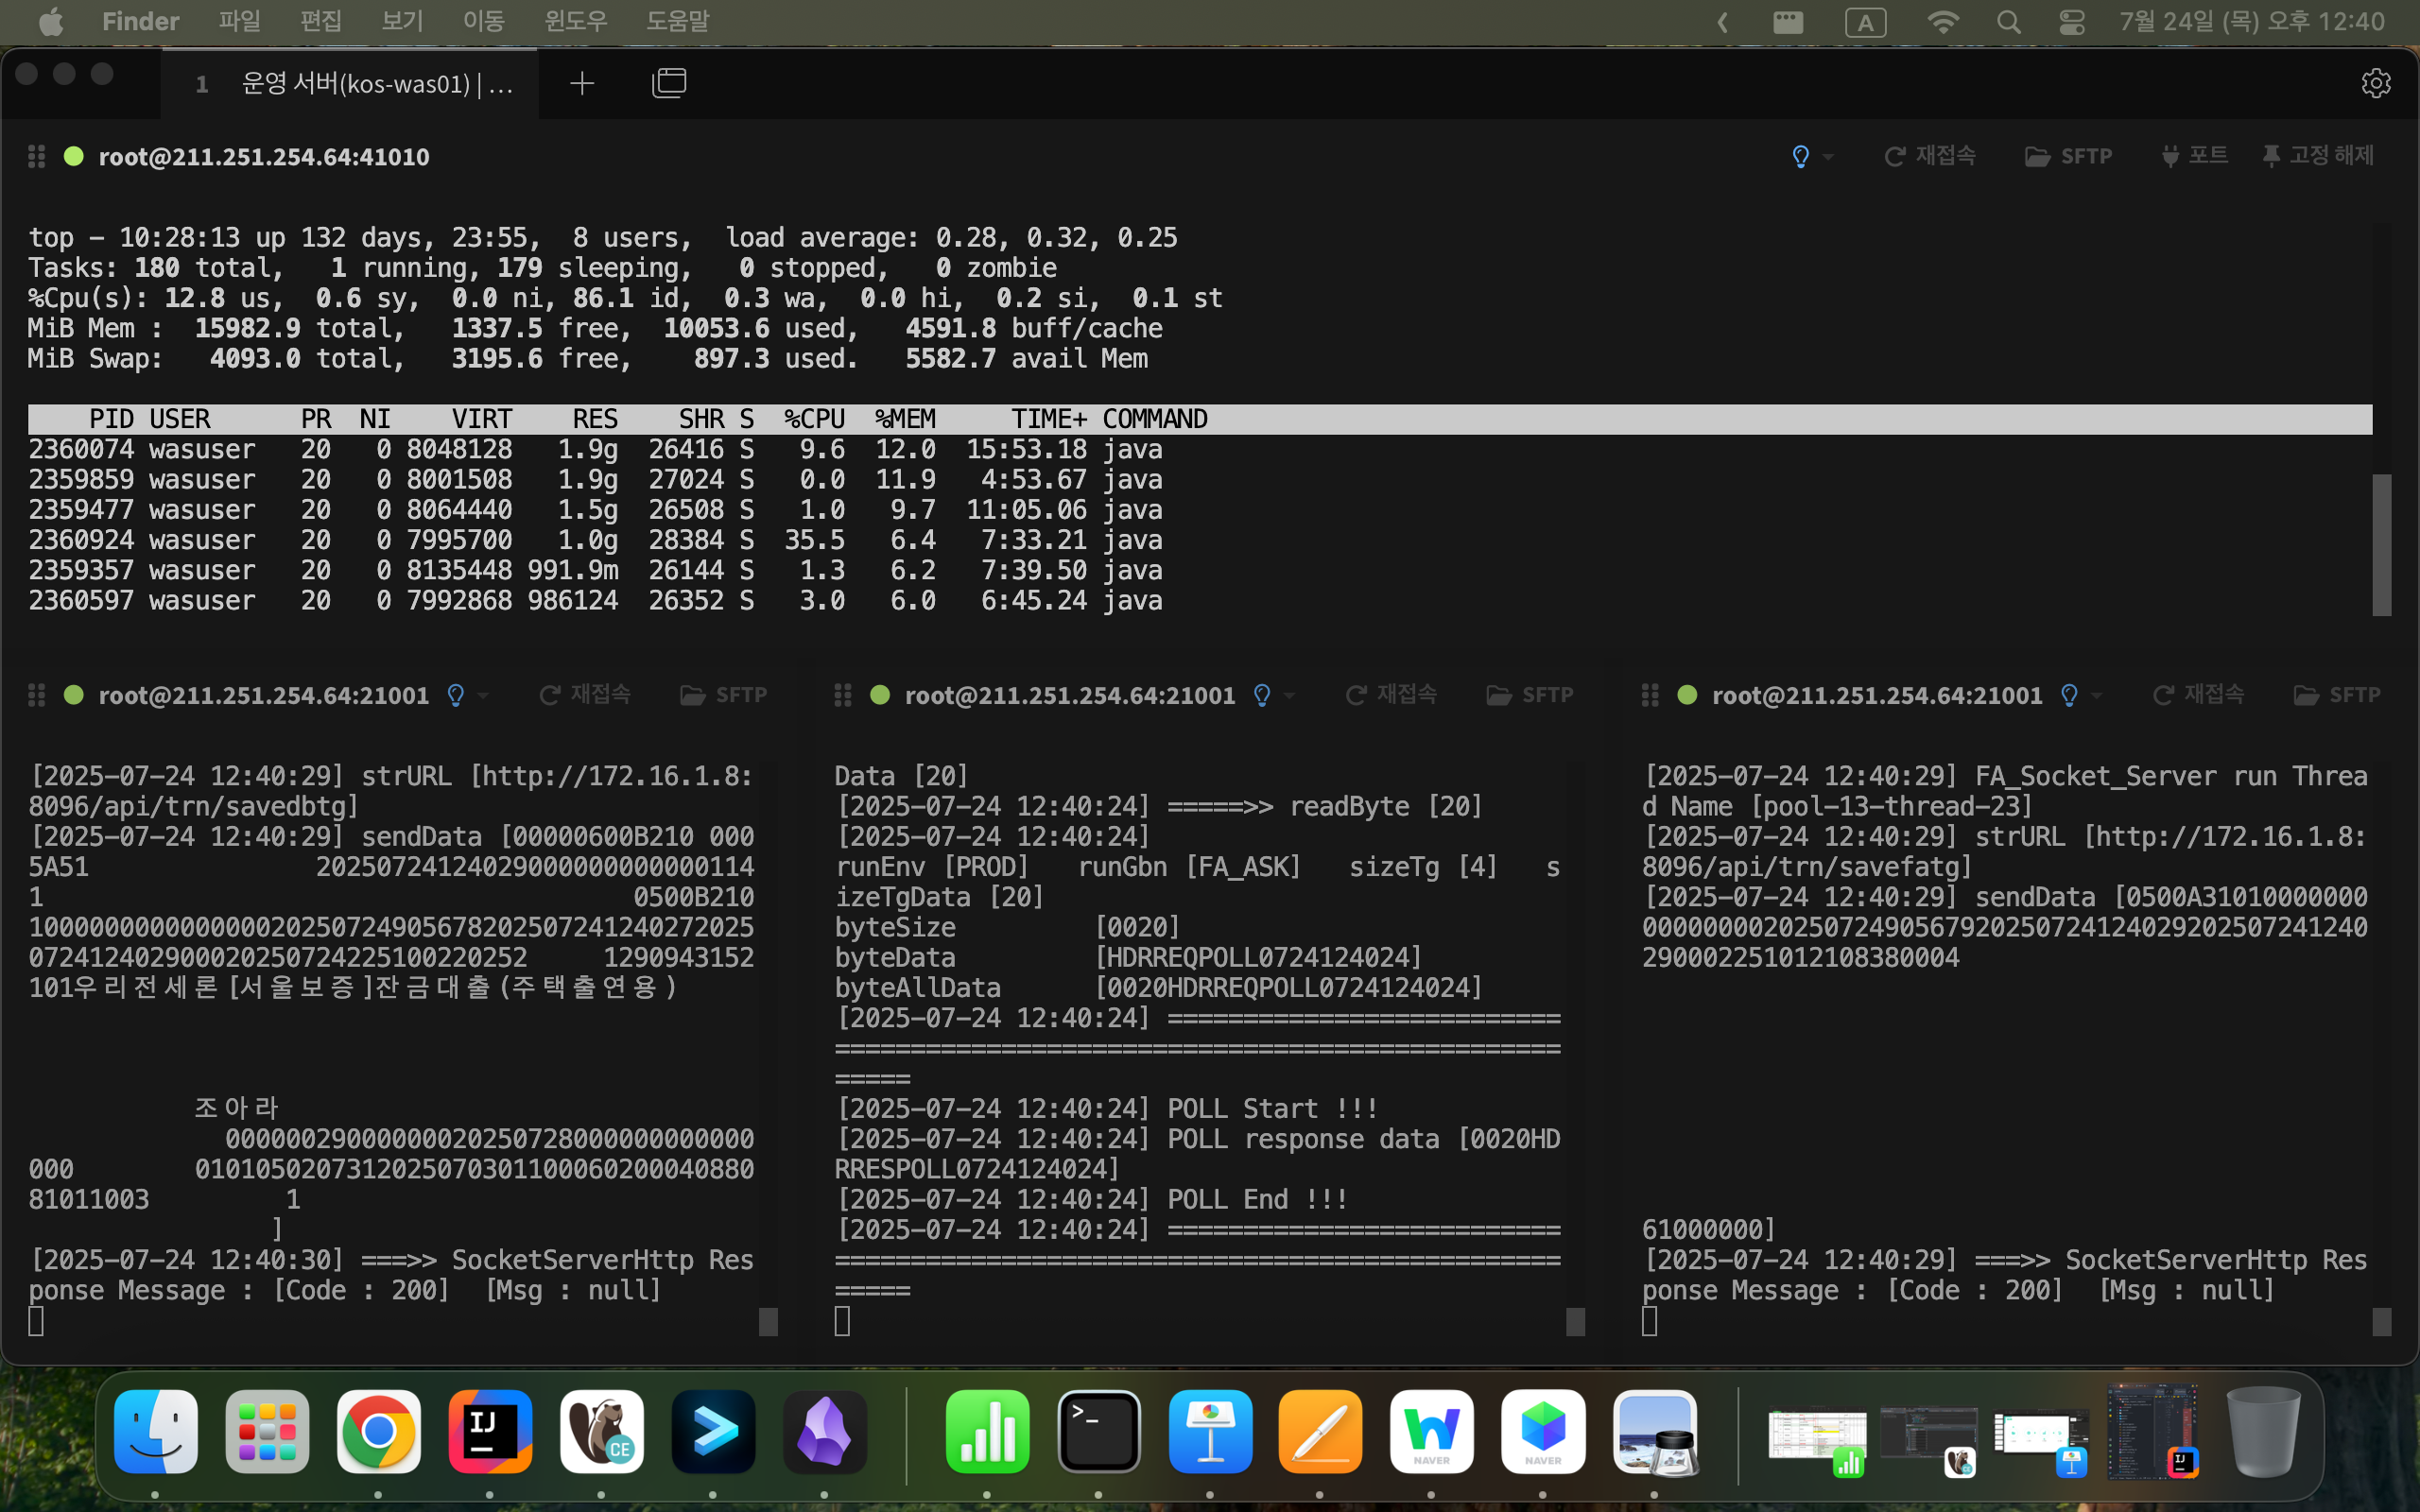 Finder 파일 편집 보기 이동 윈도우 도움말 A 7월 24일 (목) 오후 12:40
1 운영 서버(kos-was01) | ...
root@211.251.254.64:41010 재접속 SFTP 포트 고정 해제
top - 10:28:13 up 132 days, 23:55, 8 users, load average: 0.28, 0.32, 0.25
Tasks: 180 total, 1 running, 179 sleeping, 0 stopped, 0 zombie
%Cpu(s): 12.8 us, 0.6 sy, 0.0 ni, 86.1 id, 0.3 wa, 0.0 hi, 0.2 si, 0.1 st
MiB Mem : 15982.9 total, 1337.5 free, 10053.6 used, 4591.8 buff/cache
MiB Swap: 4093.0 total, 3195.6 free, 897.3 used. 5582.7 avail Mem
PID USER PR NI VIRT RES SHR S %CPU %MEM TIME+ COMMAND
2360074 wasuser 20 0 8048128 1.9g 26416 S 9.6 12.0 15:53.18 java
2359859 wasuser 20 0 8001508 1.9g 27024 S 0.0 11.9 4:53.67 java
2359477 wasuser 20 0 8064440 1.5g 26508 S 1.0 9.7 11:05.06 java
2360924 wasuser 20 0 7995700 1.0g 28384 S 35.5 6.4 7:33.21 java
2359357 wasuser 20 0 8135448 991.9m 26144 S 1.3 6.2 7:39.50 java
2360597 wasuser 20 0 7992868 986124 26352 S 3.0 6.0 6:45.24 java
root@211.251.254.64:21001 재접속 SFTP
[2025-07-24 12:40:29] strURL [http://172.16.1.8:
8096/api/trn/savedbtg]
[2025-07-24 12:40:29] sendData [00000600B210 000
5A51 20250724124029000000000000114
1 0500B210
100000000000000002025072490567820250724124027 2025
07241240290002025072422510022025 2 1290943152
101우리전세론[서울보증]잔금대출(주택출연용)
조아라
00000029000000002025072800000000000
000 0101050207312025070301100060200040880
81011003 1
]
[2025-07-24 12:40:30] ===>> SocketServerHttp Res
ponse Message : [Code : 200] [Msg : null]
root@211.251.254.64:21001 재접속 SFTP
Data [20]
[2025-07-24 12:40:24] =====>> readByte [20]
[2025-07-24 12:40:24]
runEnv [PROD] runGbn [FA_ASK] sizeTg [4] s
izeTgData [20]
byteSize [0020]
byteData [HDRREQPOLL0724124024]
byteAllData [0020HDRREQPOLL0724124024]
[2025-07-24 12:40:24] ==========================
================================================
=====
[2025-07-24 12:40:24] POLL Start !!!
[2025-07-24 12:40:24] POLL response data [0020HD
RRESPOLL0724124024]
[2025-07-24 12:40:24] POLL End !!!
[2025-07-24 12:40:24] ==========================
================================================
=====
root@211.251.254.64:21001 재접속 SFTP
[2025-07-24 12:40:29] FA_Socket_Server run Threa
d Name [pool-13-thread-23]
[2025-07-24 12:40:29] strURL [http://172.16.1.8:
8096/api/trn/savefatg]
[2025-07-24 12:40:29] sendData [0500A31010000000
000000000202507249056792025072412402920250724 1240
290002251012108380004
61000000]
[2025-07-24 12:40:29] ===>> SocketServerHttp Res
ponse Message : [Code : 200] [Msg : null]
IJ CE >_ NAVER NAVER